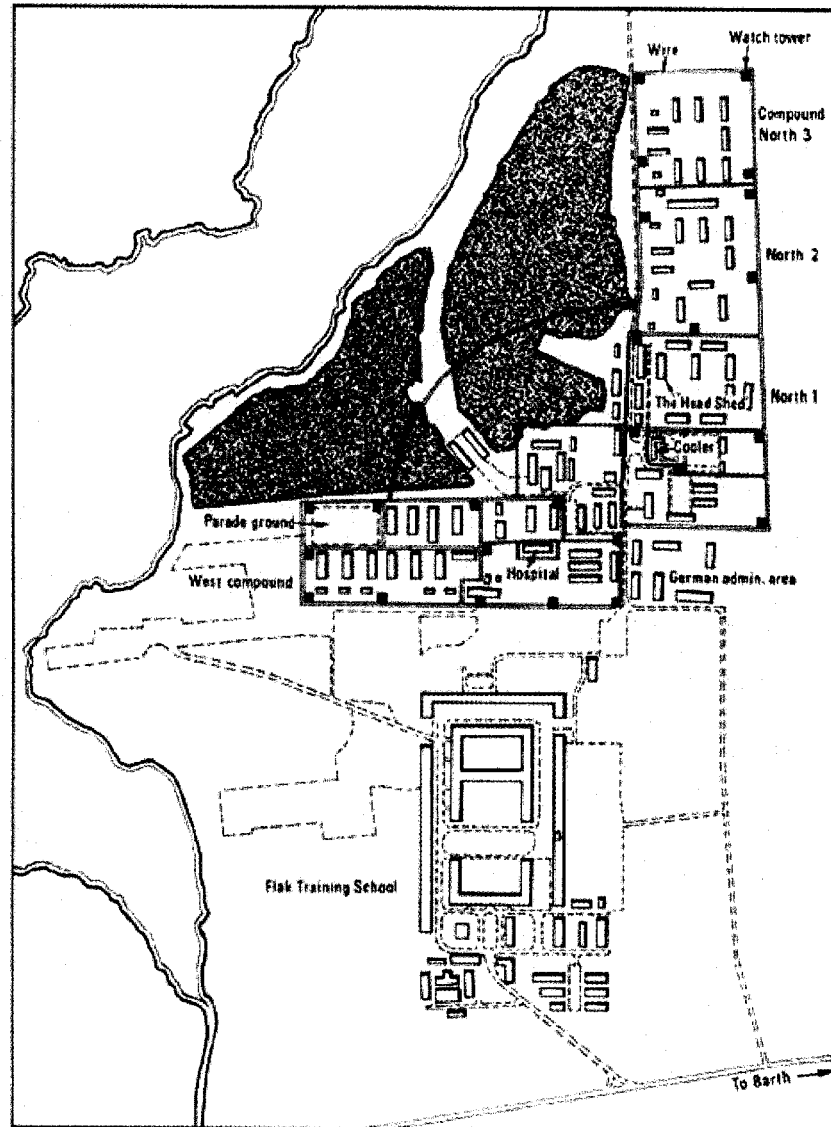 Wire
Watch tower
Compound
North 3
North 2
North 1
The Head Shed
Cooler
Parade ground
West compound
Hospital
German admin. area
Flak Training School
To Barth